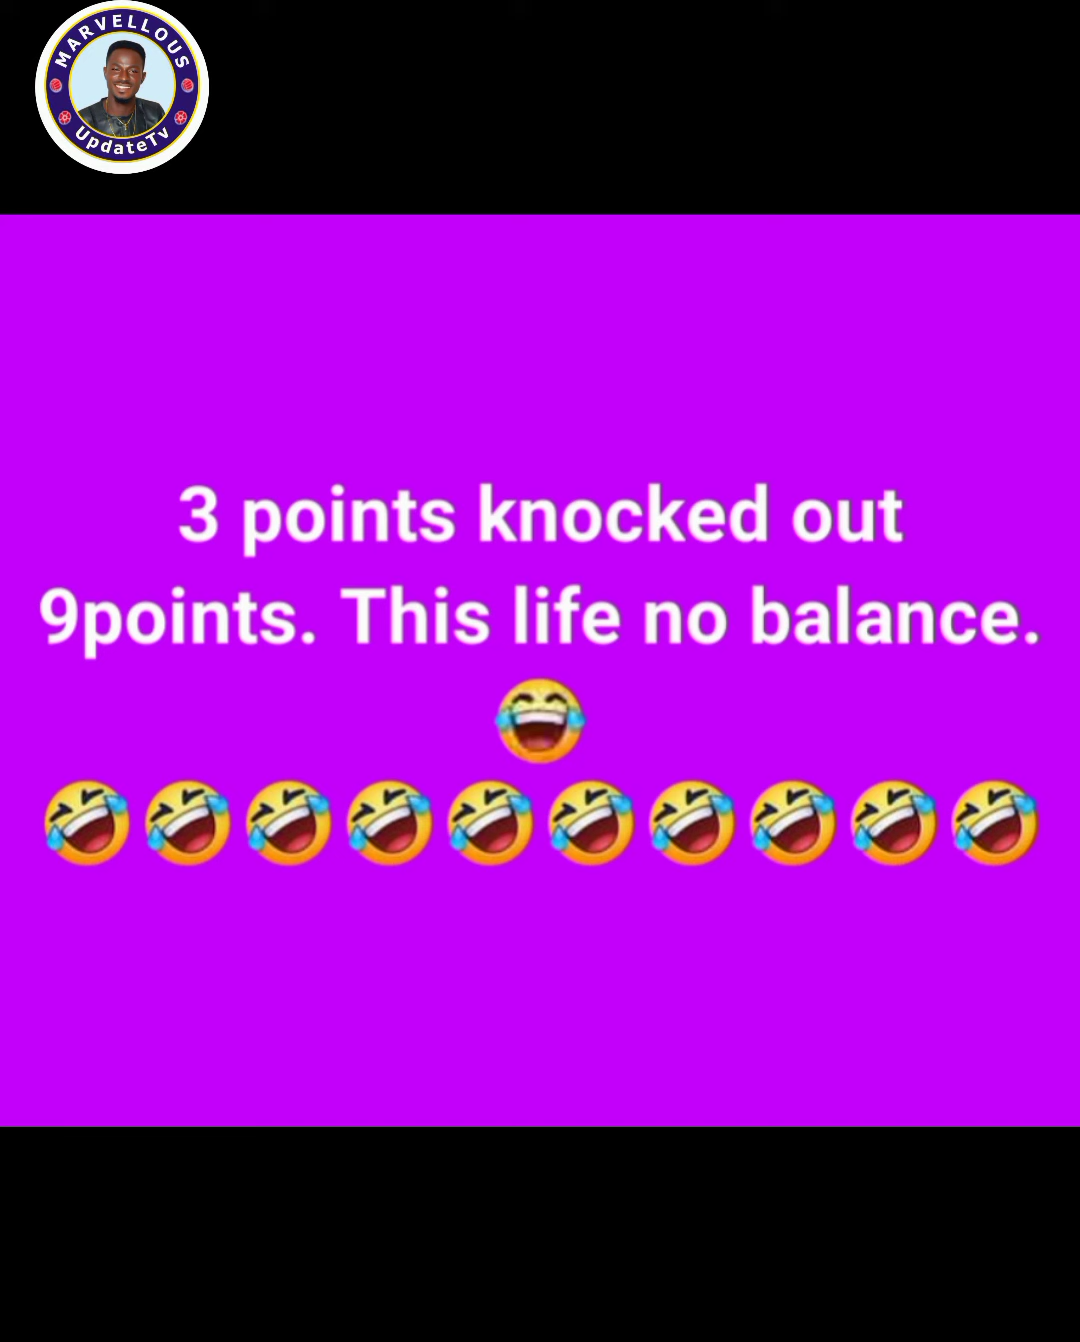 MARVELLOUS
UpdateTv
3 points knocked out
9points. This life no balance.
😂
🤣🤣🤣🤣🤣🤣🤣🤣🤣🤣